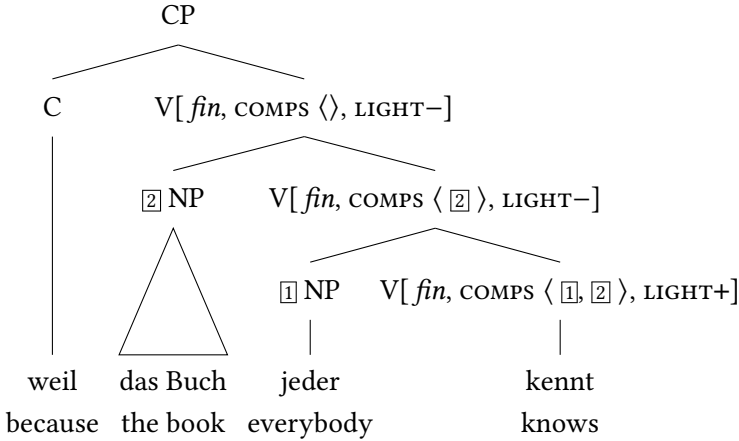 CP
C V[ fin, COMPS ⟨⟩, LIGHT−]
2 NP V[ fin, COMPS ⟨ 2 ⟩, LIGHT−]
1 NP V[ fin, COMPS ⟨ 1, 2 ⟩, LIGHT+]
weil das Buch jeder kennt
because the book everybody knows